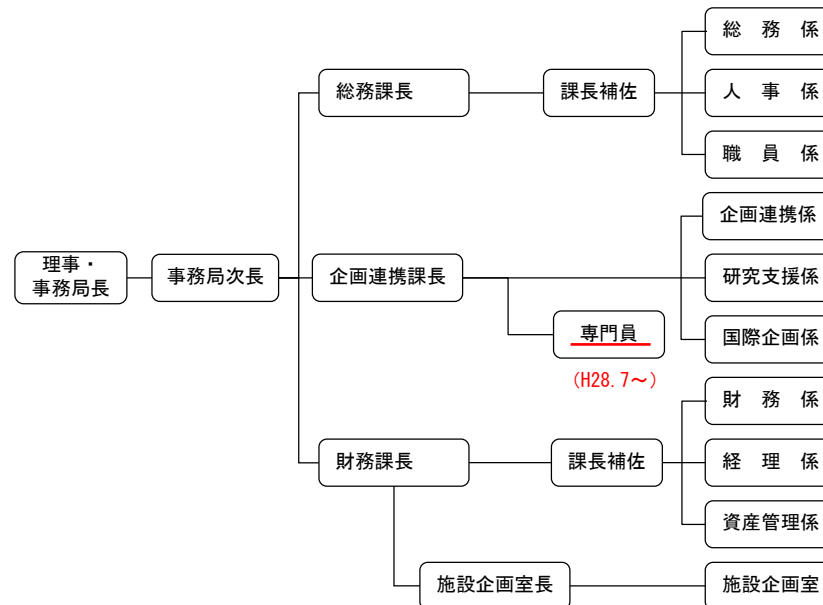 総　務　係
総務課長
課長補佐
人　事　係
職　員　係
企画連携係
理事・
事務局長
事務局次長
企画連携課長
研究支援係
専門員
国際企画係
(H28.7～)
財　務　係
財務課長
課長補佐
経　理　係
資産管理係
施設企画室長
施設企画室